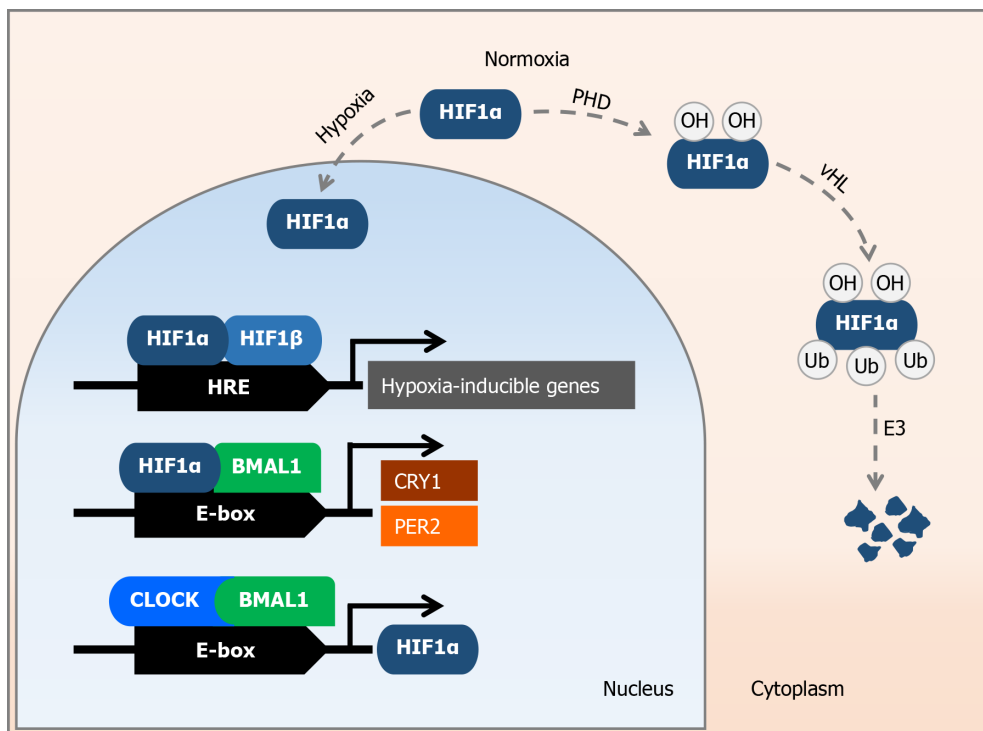 Normoxia
Hypoxia
HIF1α
PHD
OH OH
HIF1α
vHL
HIF1α
OH OH
HIF1α
Ub Ub Ub
E3
HIF1α HIF1β
HRE
Hypoxia-inducible genes
HIF1α BMAL1
E-box
CRY1
PER2
CLOCK BMAL1
E-box
HIF1α
Nucleus
Cytoplasm